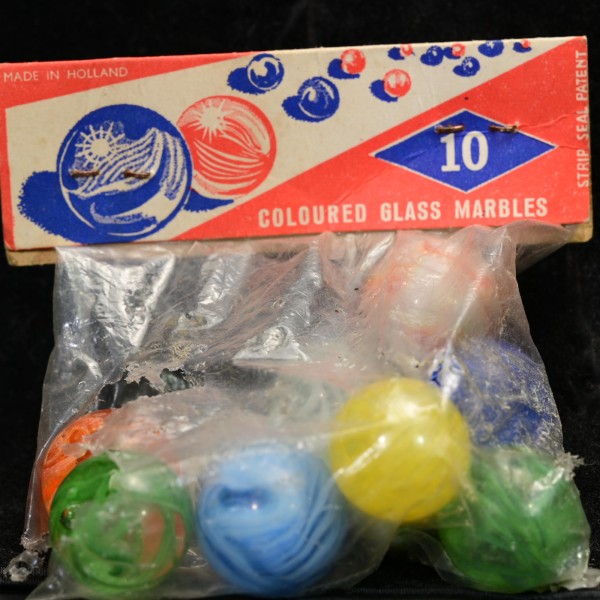 MADE IN HOLLAND
10
COLOURED GLASS MARBLES
STRIP SEAL PATENT